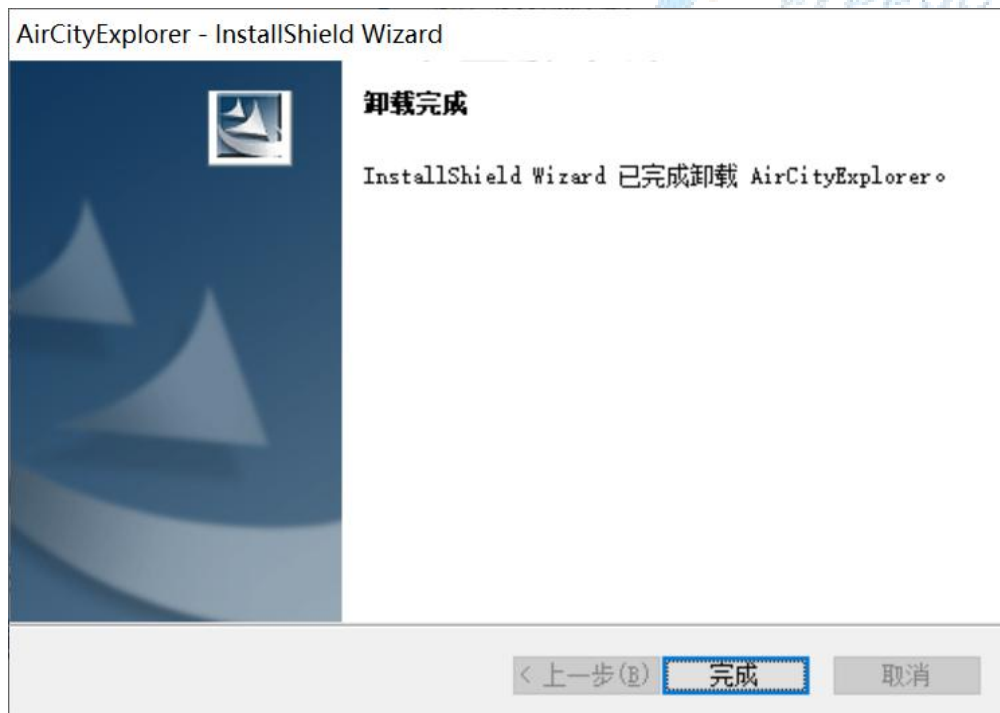 AirCityExplorer - InstallShield Wizard
卸载完成
InstallShield Wizard 已完成卸载 AirCityExplorer。
< 上一步(B)
完成
取消